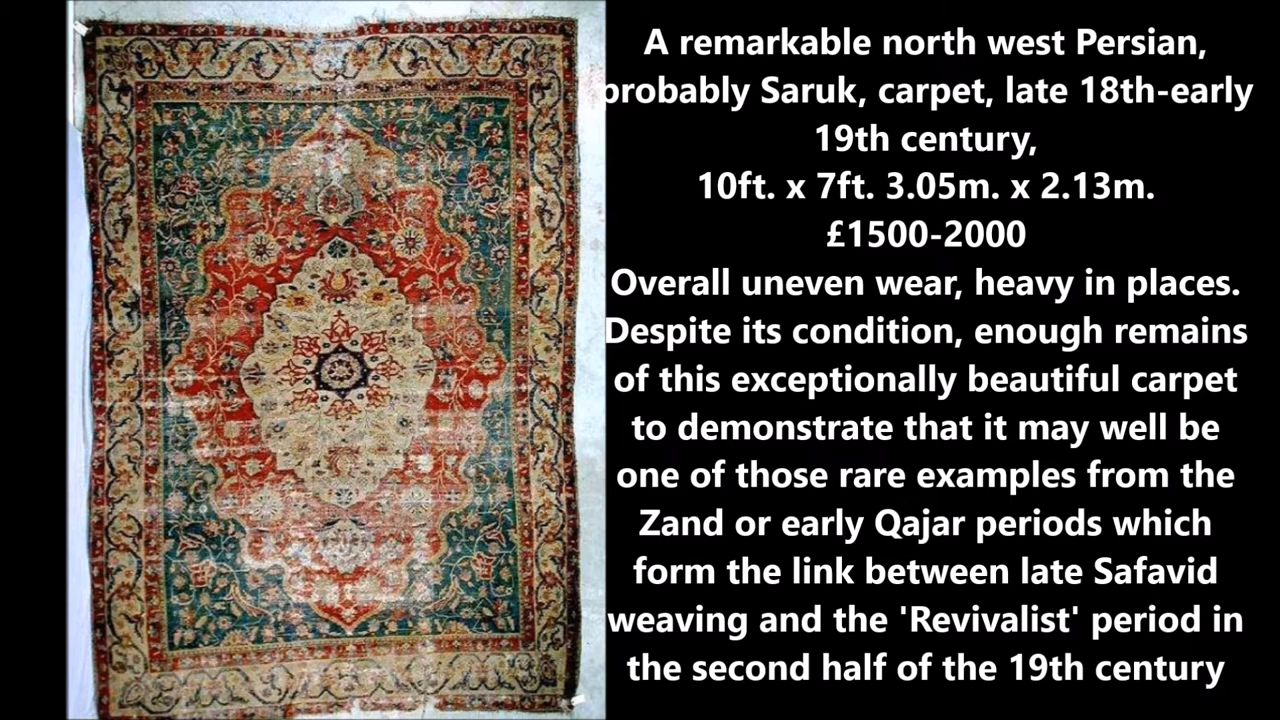 A remarkable north west Persian,
probably Saruk, carpet, late 18th-early
19th century,
10ft. x 7ft. 3.05m. x 2.13m.
£1500-2000
Overall uneven wear, heavy in places.
Despite its condition, enough remains
of this exceptionally beautiful carpet
to demonstrate that it may well be
one of those rare examples from the
Zand or early Qajar periods which
form the link between late Safavid
weaving and the 'Revivalist' period in
the second half of the 19th century